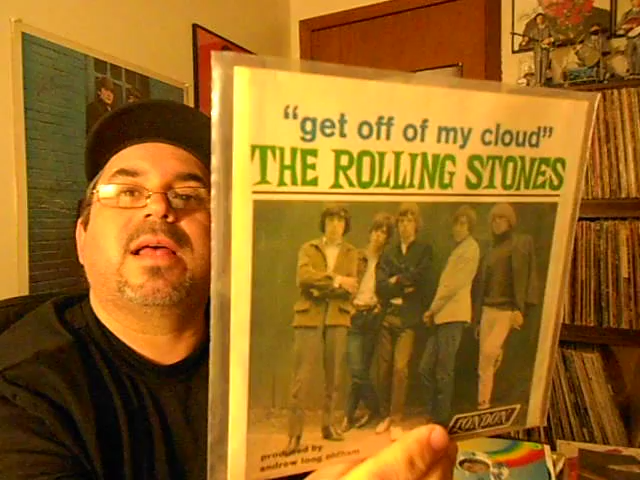 "get off of my cloud"
THE ROLLING STONES
LONDON
produced by
andrew loog oldham